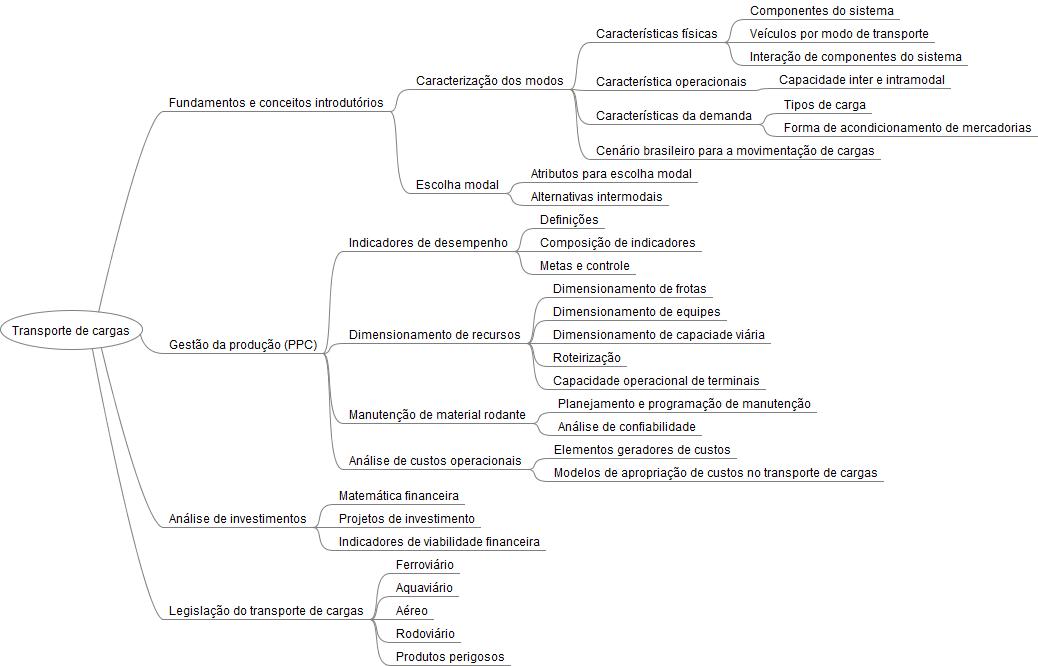 Transporte de cargas
Fundamentos e conceitos introdutórios
Caracterização dos modos
Características físicas
Componentes do sistema
Veículos por modo de transporte
Interação de componentes do sistema
Característica operacionais
Capacidade inter e intramodal
Características da demanda
Tipos de carga
Forma de acondicionamento de mercadorias
Cenário brasileiro para a movimentação de cargas
Escolha modal
Atributos para escolha modal
Alternativas intermodais
Gestão da produção (PPC)
Indicadores de desempenho
Definições
Composição de indicadores
Metas e controle
Dimensionamento de recursos
Dimensionamento de frotas
Dimensionamento de equipes
Dimensionamento de capaciade viária
Roteirização
Capacidade operacional de terminais
Manutenção de material rodante
Planejamento e programação de manutenção
Análise de confiabilidade
Análise de custos operacionais
Elementos geradores de custos
Modelos de apropriação de custos no transporte de cargas
Análise de investimentos
Matemática financeira
Projetos de investimento
Indicadores de viabilidade financeira
Legislação do transporte de cargas
Ferroviário
Aquaviário
Aéreo
Rodoviário
Produtos perigosos